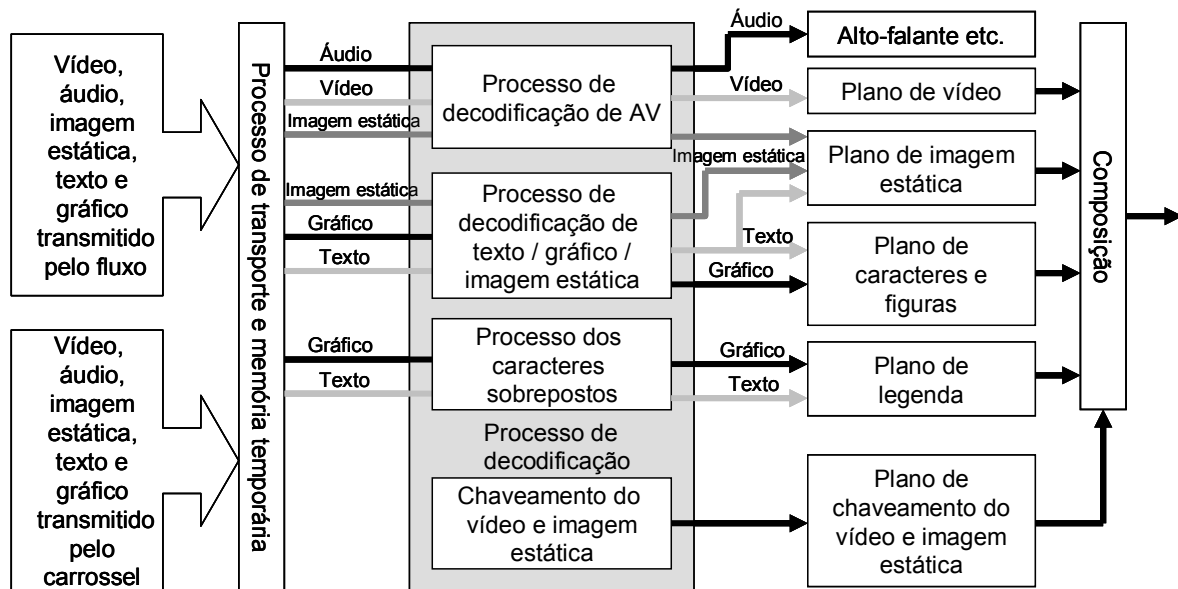 Vídeo,
áudio,
imagem
estática,
texto e
gráfico
transmitido
pelo fluxo
Vídeo,
áudio,
imagem
estática,
texto e
gráfico
transmitido
pelo
carrossel
Processo de transporte e memória temporária
Áudio
Vídeo
Imagem estática
Imagem estática
Gráfico
Texto
Gráfico
Texto
Processo de
decodificação de AV
Processo de
decodificação de
texto / gráfico /
imagem estática
Processo dos
caracteres
sobrepostos
Processo de
decodificação
Chaveamento do
vídeo e imagem
estática
Áudio
Vídeo
Imagem estática
Texto
Gráfico
Gráfico
Texto
Alto-falante etc.
Plano de vídeo
Plano de imagem
estática
Plano de
caracteres e
figuras
Plano de
legenda
Plano de
chaveamento do
vídeo e imagem
estática
Composição